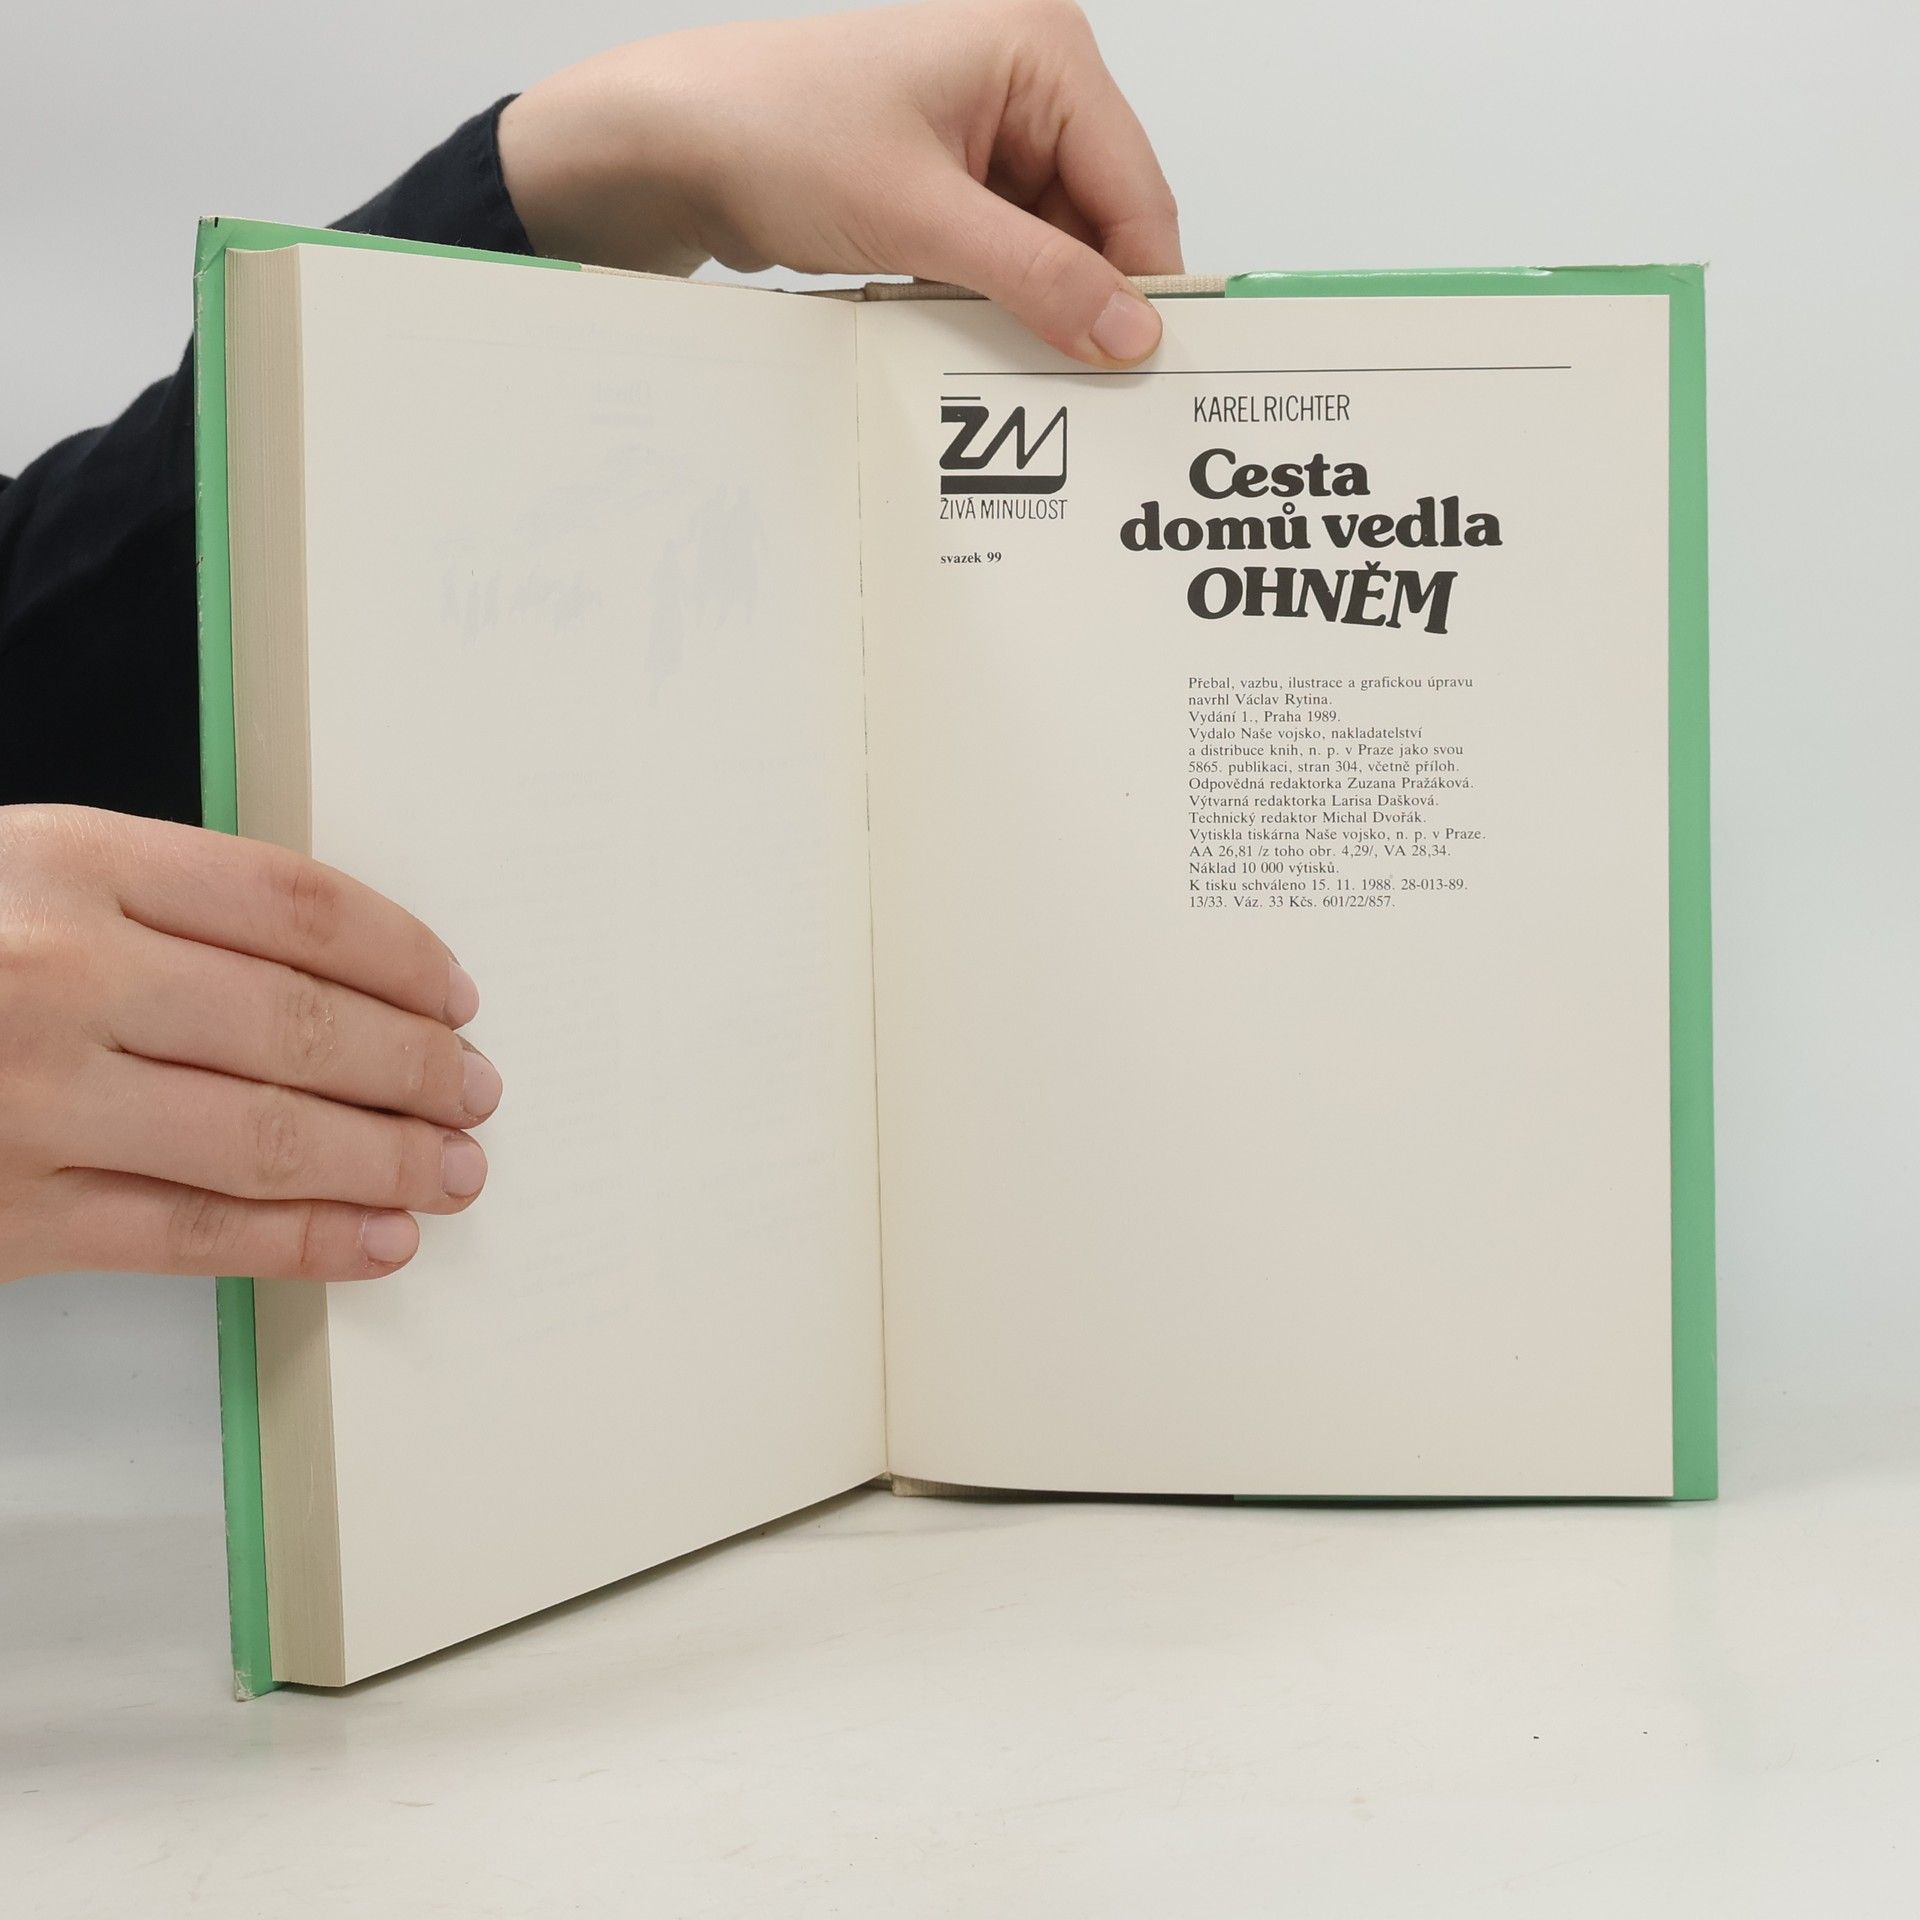 KAREL RICHTER
Cesta
domů vedla
OHNĚM
ŽM
ŽIVÁ MINULOST
svazek 99
Přebal, vazbu, ilustrace a grafickou úpravu
navrhl Václav Rytina.
Vydání 1., Praha 1989.
Vydalo Naše vojsko, nakladatelství
a distribuce knih, n. p. v Praze jako svou
5865. publikaci, stran 304, včetně příloh.
Odpovědná redaktorka Zuzana Pražáková.
Výtvarná redaktorka Larisa Dašková.
Technický redaktor Michal Dvořák.
Vytiskla tiskárna Naše vojsko, n. p. v Praze.
AA 26,81 /z toho obr. 4,29/, VA 28,34.
Náklad 10 000 výtisků.
K tisku schváleno 15. 11. 1988. 28-013-89.
13/33. Váz. 33 Kčs. 601/22/857.